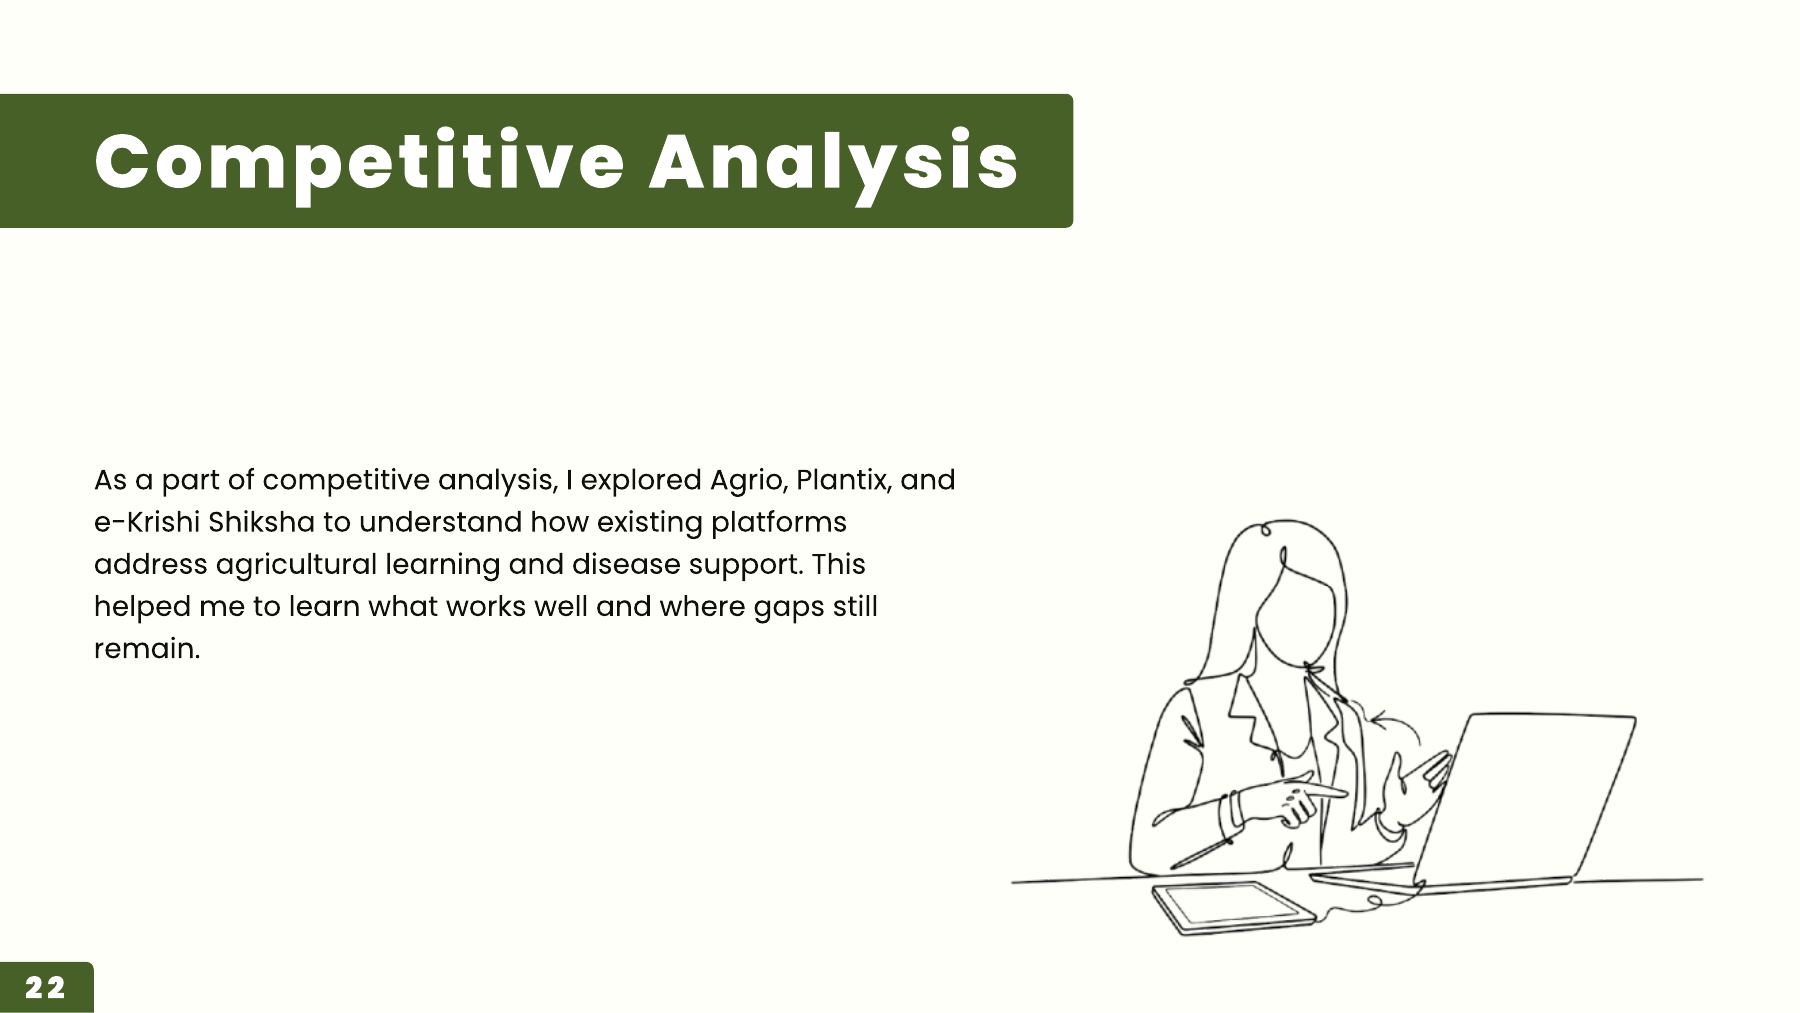 Competitive Analysis
As a part of competitive analysis, I explored Agrio, Plantix, and
e-Krishi Shiksha to understand how existing platforms
address agricultural learning and disease support. This
helped me to learn what works well and where gaps still
remain.
22